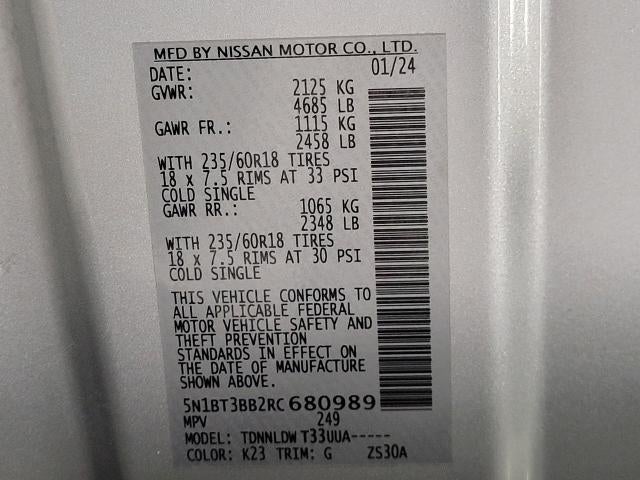 MFD BY NISSAN MOTOR CO., LTD.
DATE: 01/24
GVWR: 2125 KG
4685 LB
GAWR FR.: 1115 KG
2458 LB
WITH 235/60R18 TIRES
18 x 7.5 RIMS AT 33 PSI
COLD SINGLE
GAWR RR.: 1065 KG
2348 LB
WITH 235/60R18 TIRES
18 x 7.5 RIMS AT 30 PSI
COLD SINGLE
THIS VEHICLE CONFORMS TO
ALL APPLICABLE FEDERAL
MOTOR VEHICLE SAFETY AND
THEFT PREVENTION
STANDARDS IN EFFECT ON
THE DATE OF MANUFACTURE
SHOWN ABOVE.
5N1BT3BB2RC680989
MPV 249
MODEL: TDNNLDW T33UUA-----
COLOR: K23 TRIM: G ZS30A